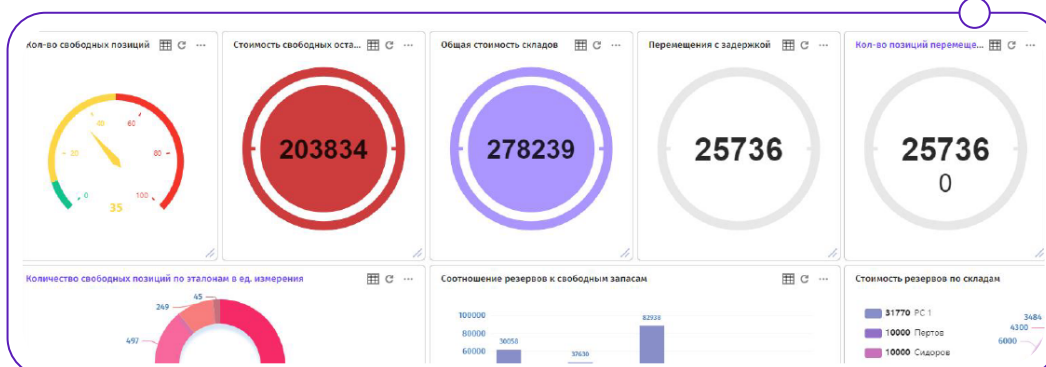 Кол-во свободных позиций
Стоимость свободных оста...
Общая стоимость складов
Перемещения с задержкой
Кол-во позиций перемеще...
0
20
40
60
80
100
35
203834
278239
25736
25736
0
Количество свободных позиций по эталонам в ед. измерения
45
249
497
Соотношение резервов к свободным запасам
100000
80000
60000
30058
37630
82938
Стоимость резервов по складам
31770 РС 1
10000 Пертов
10000 Сидоров
3484
4300
6000